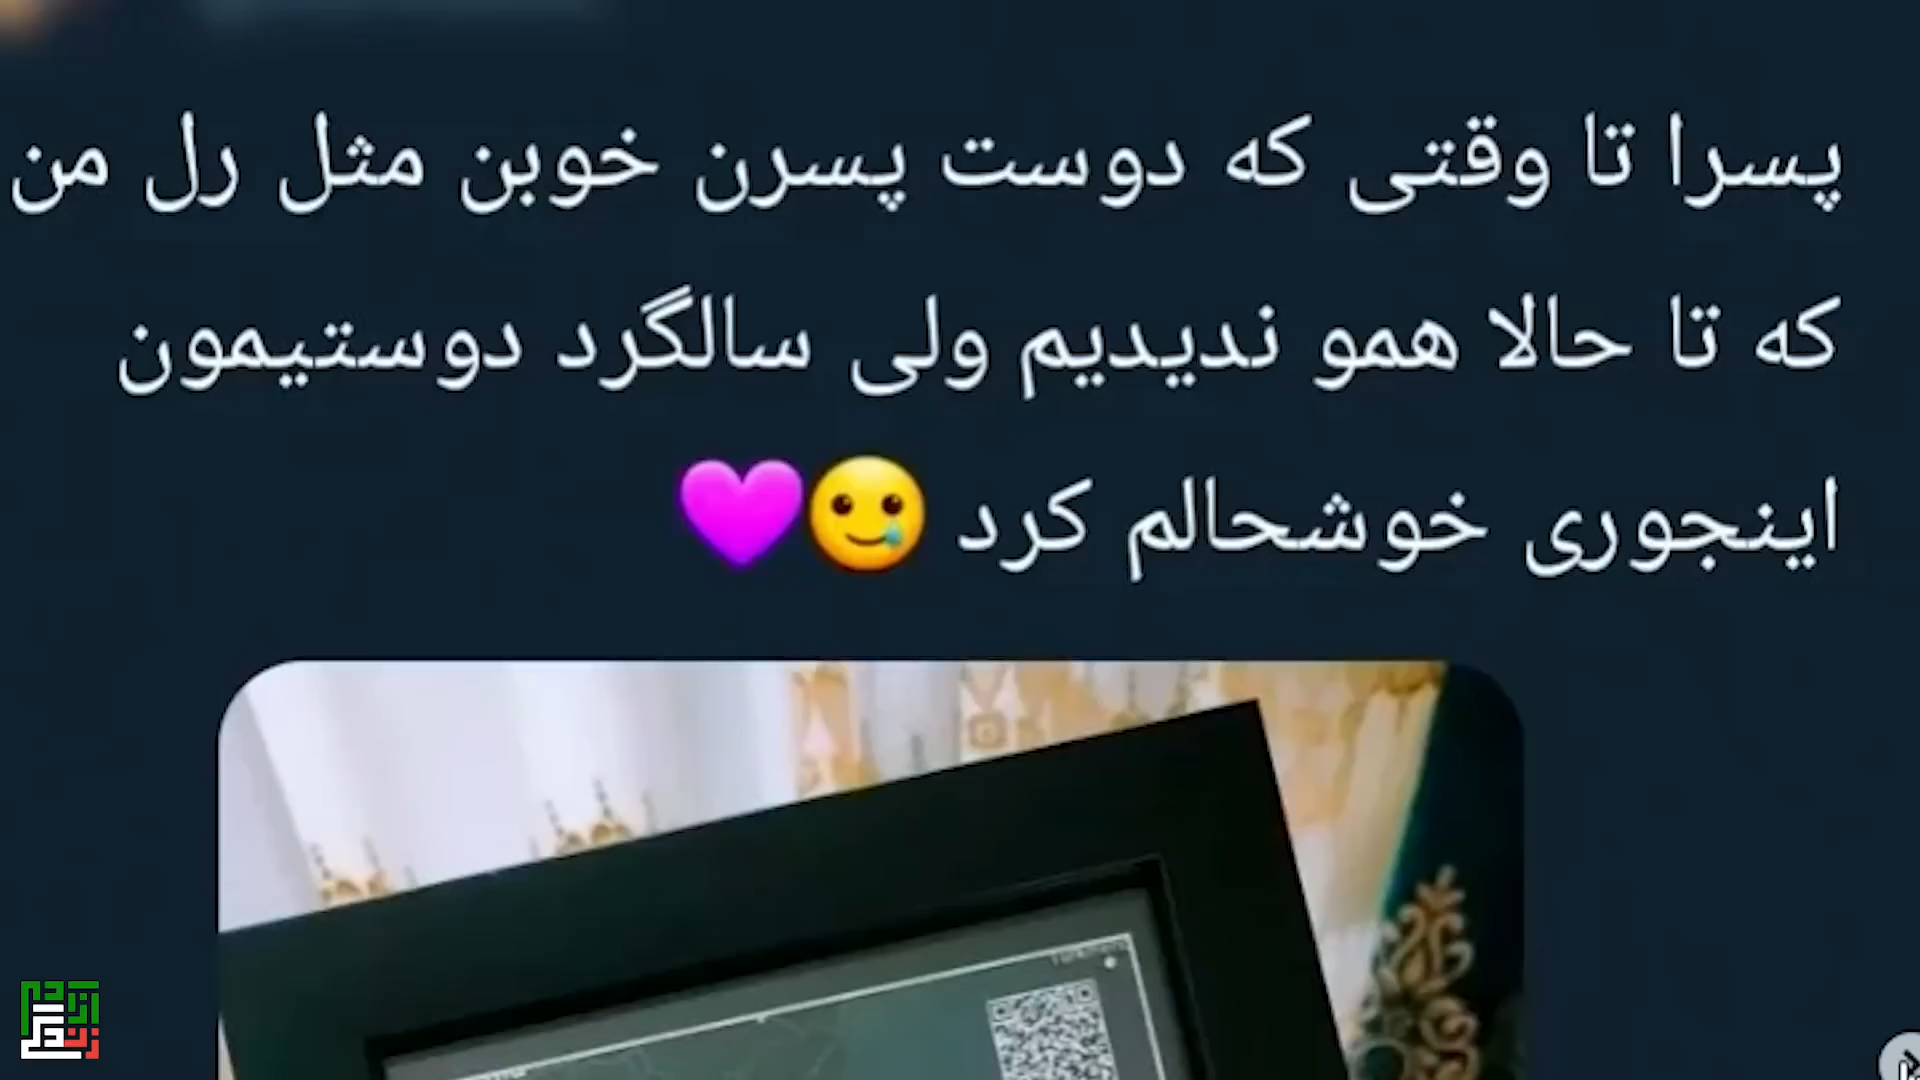 پسرا تا وقتی که دوست پسرن خوبن مثل رل من
که تا حالا همو ندیدیم ولی سالگرد دوستیمون
اینجوری خوشحالم کرد 🥲💜